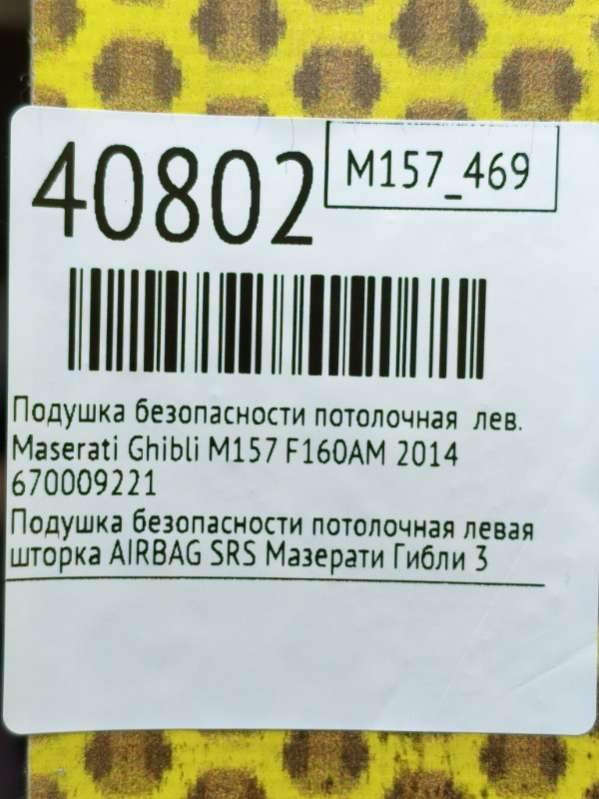 40802
M157_469
Подушка безопасности потолочная лев.
Maserati Ghibli M157 F160AM 2014
670009221
Подушка безопасности потолочная левая
шторка AIRBAG SRS Мазерати Гибли 3